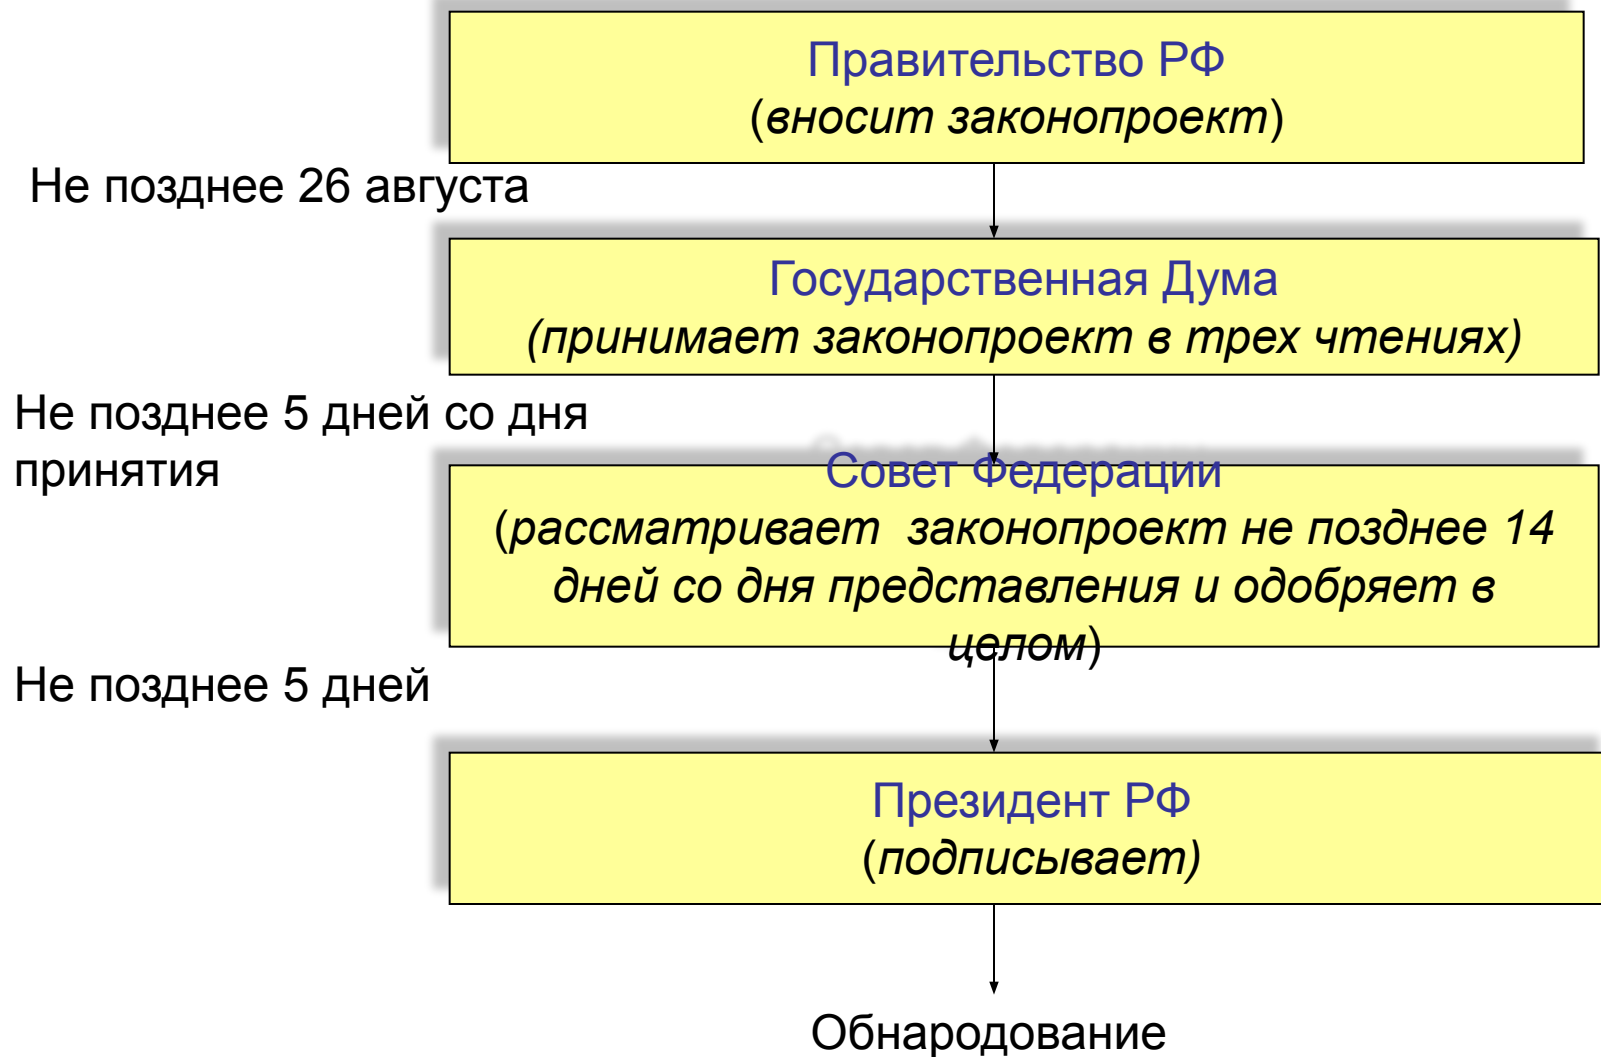 Правительство РФ
(вносит законопроект)
Не позднее 26 августа
Государственная Дума
(принимает законопроект в трех чтениях)
Не позднее 5 дней со дня
принятия
Совет Федерации
(рассматривает законопроект не позднее 14
дней со дня представления и одобряет в
целом)
Не позднее 5 дней
Президент РФ
(подписывает)
Обнародование